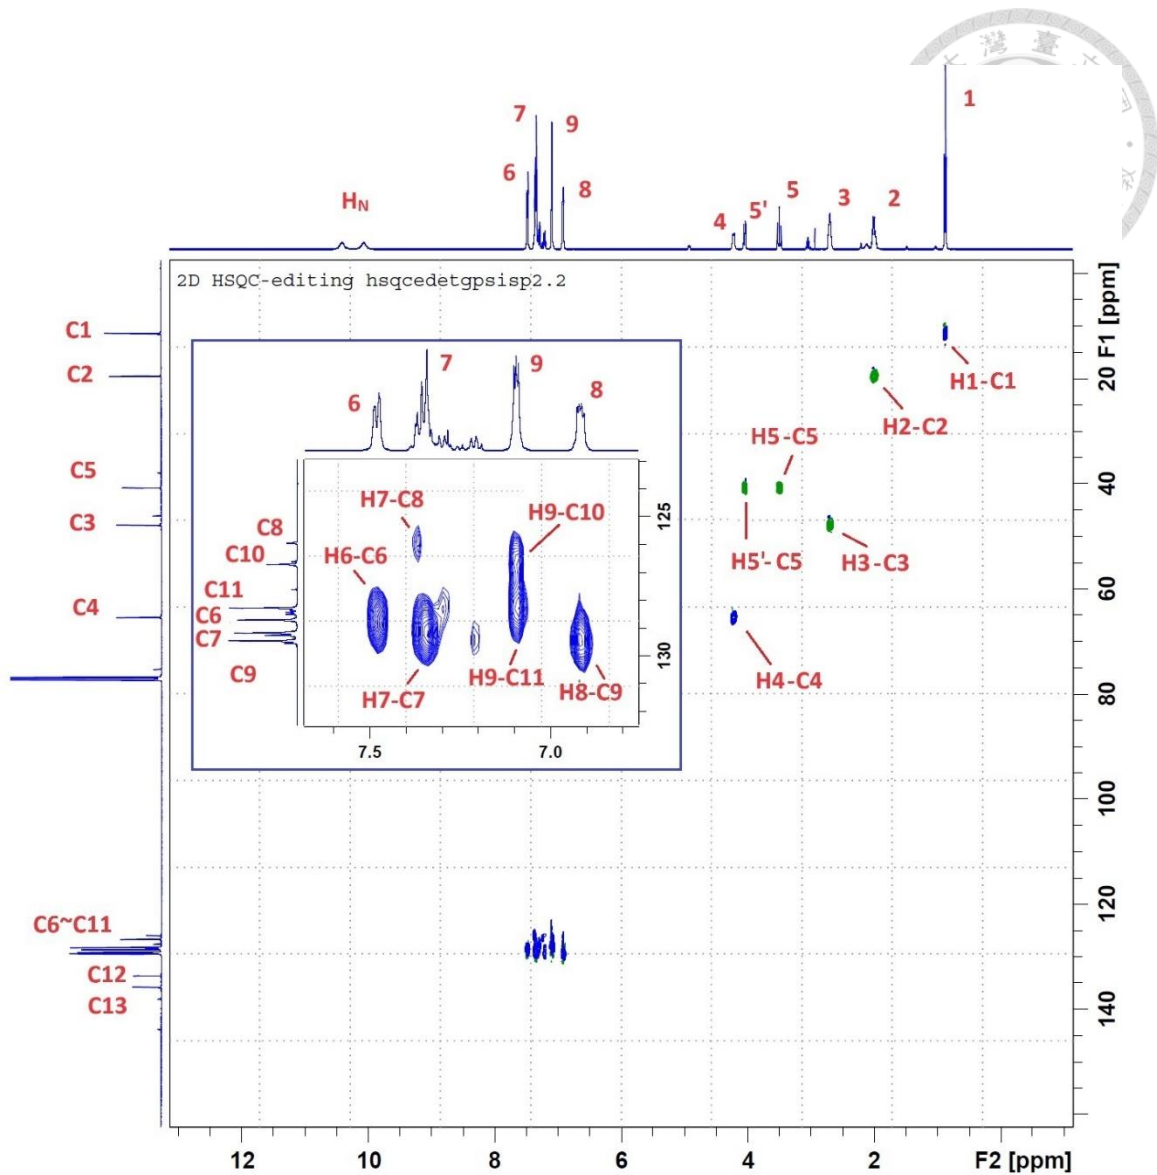 灣 臺
1
7
9
6
8
H_N
5
3
5'
2
4
2D HSQC-editing hsqcedetgpsisp2.2
C1
C2
C5
C3
C4
C6~C11
C12
C13
H1-C1
H2-C2
H5-C5
H5'- C5
H3-C3
H4-C4
7
9
6
8
H7-C8
H9-C10
H6-C6
H7-C7
H9-C11
H8-C9
C8
C10
C11
C6
C7
C9
125
130
7.5
7.0
20
40
60
80
100
120
140
F1 [ppm]
12
10
8
6
4
2
F2 [ppm]